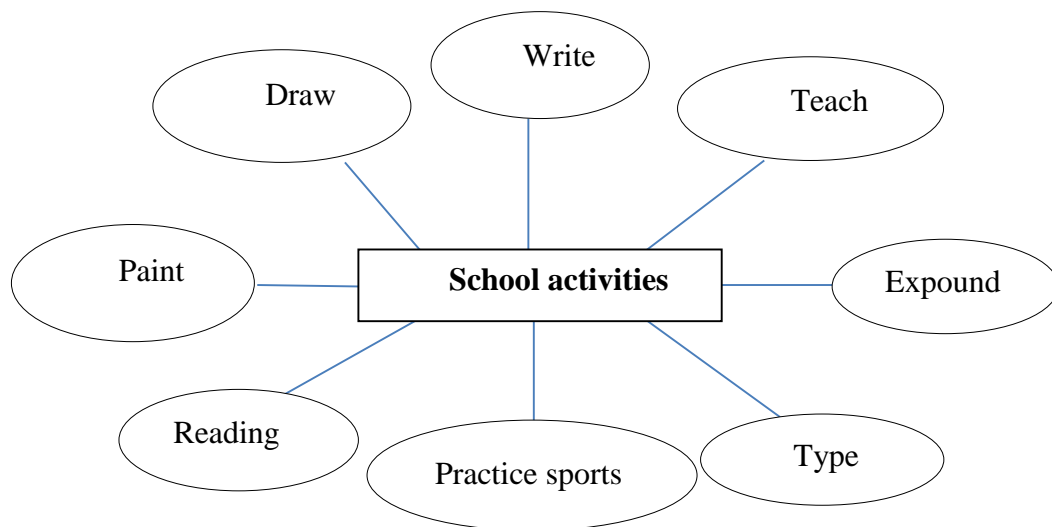 Write
Draw
Teach
Paint
School activities
Expound
Reading
Practice sports
Type